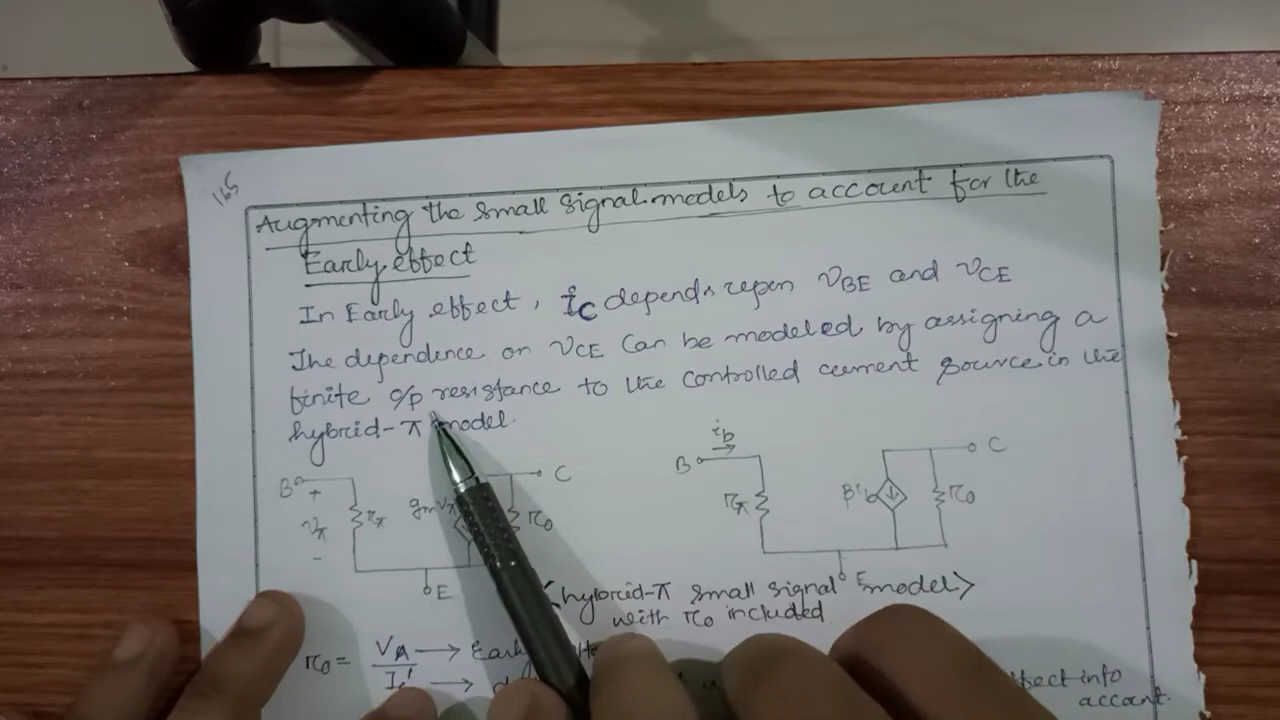 165
Augmenting the small signal models to account for the
Early effect
In Early effect, ic depends upon VBE and VCE
The dependence on VCE can be modeled by assigning a
finite o/p resistance to the controlled current source in the
hybrid-π model.
B + vπ - rπ gmvπ ro C E
B ib rπ βib ro C E
<hybrid-π small signal model>
with ro included
ro = VA → Early
IC' →
effect into
account.